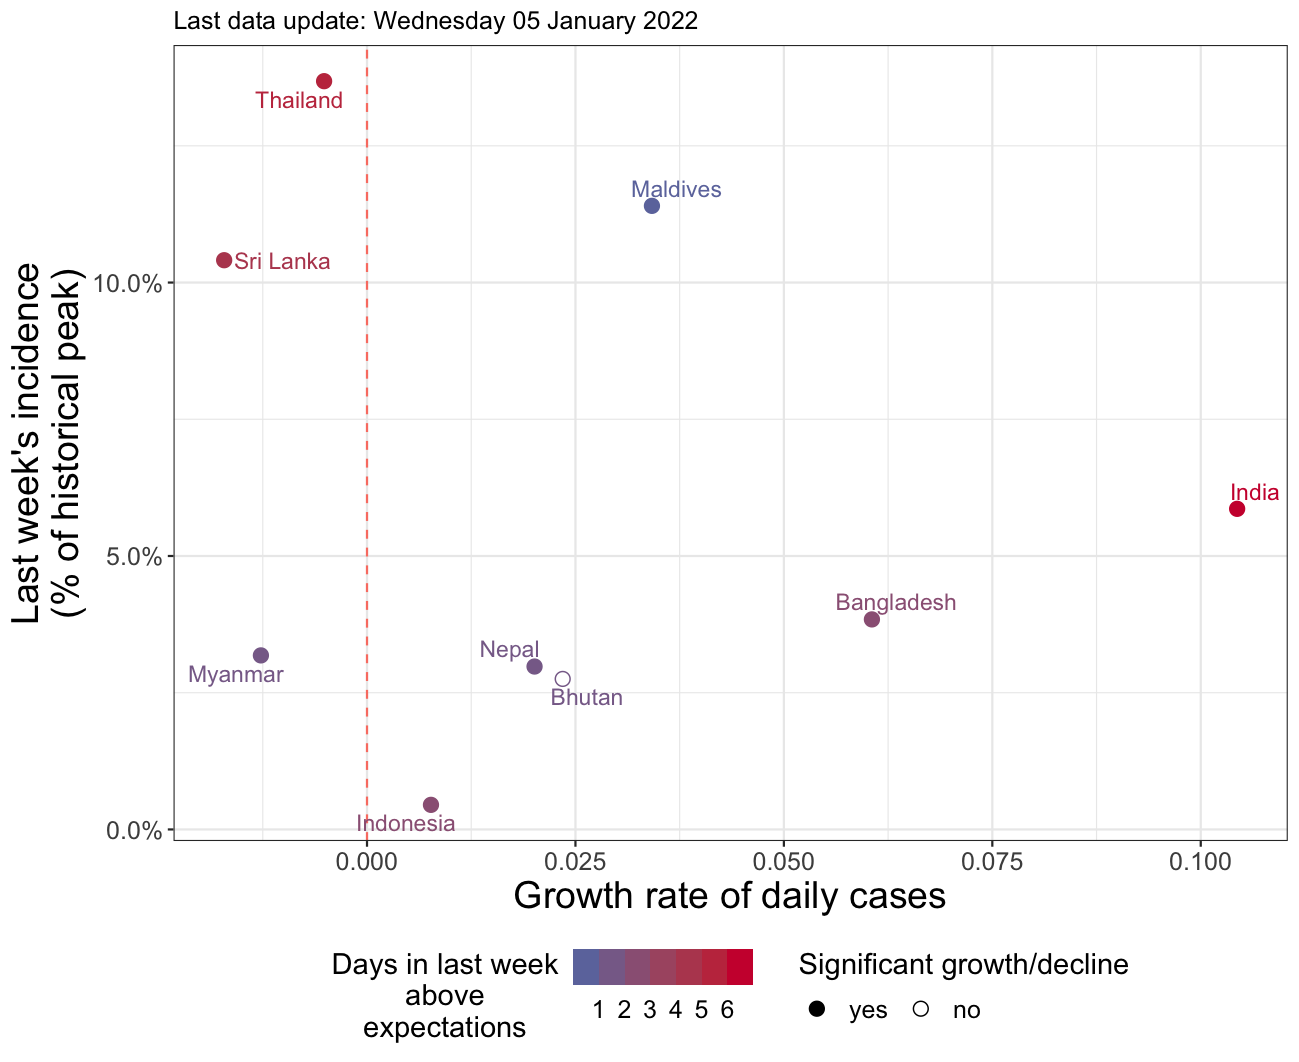 Last data update: Wednesday 05 January 2022
Thailand
Maldives
Sri Lanka
India
Bangladesh
Nepal
Myanmar
Bhutan
Indonesia
Last week's incidence
(% of historical peak)
10.0%
5.0%
0.0%
0.000 0.025 0.050 0.075 0.100
Growth rate of daily cases
Days in last week
above
expectations
1 2 3 4 5 6
Significant growth/decline
yes no